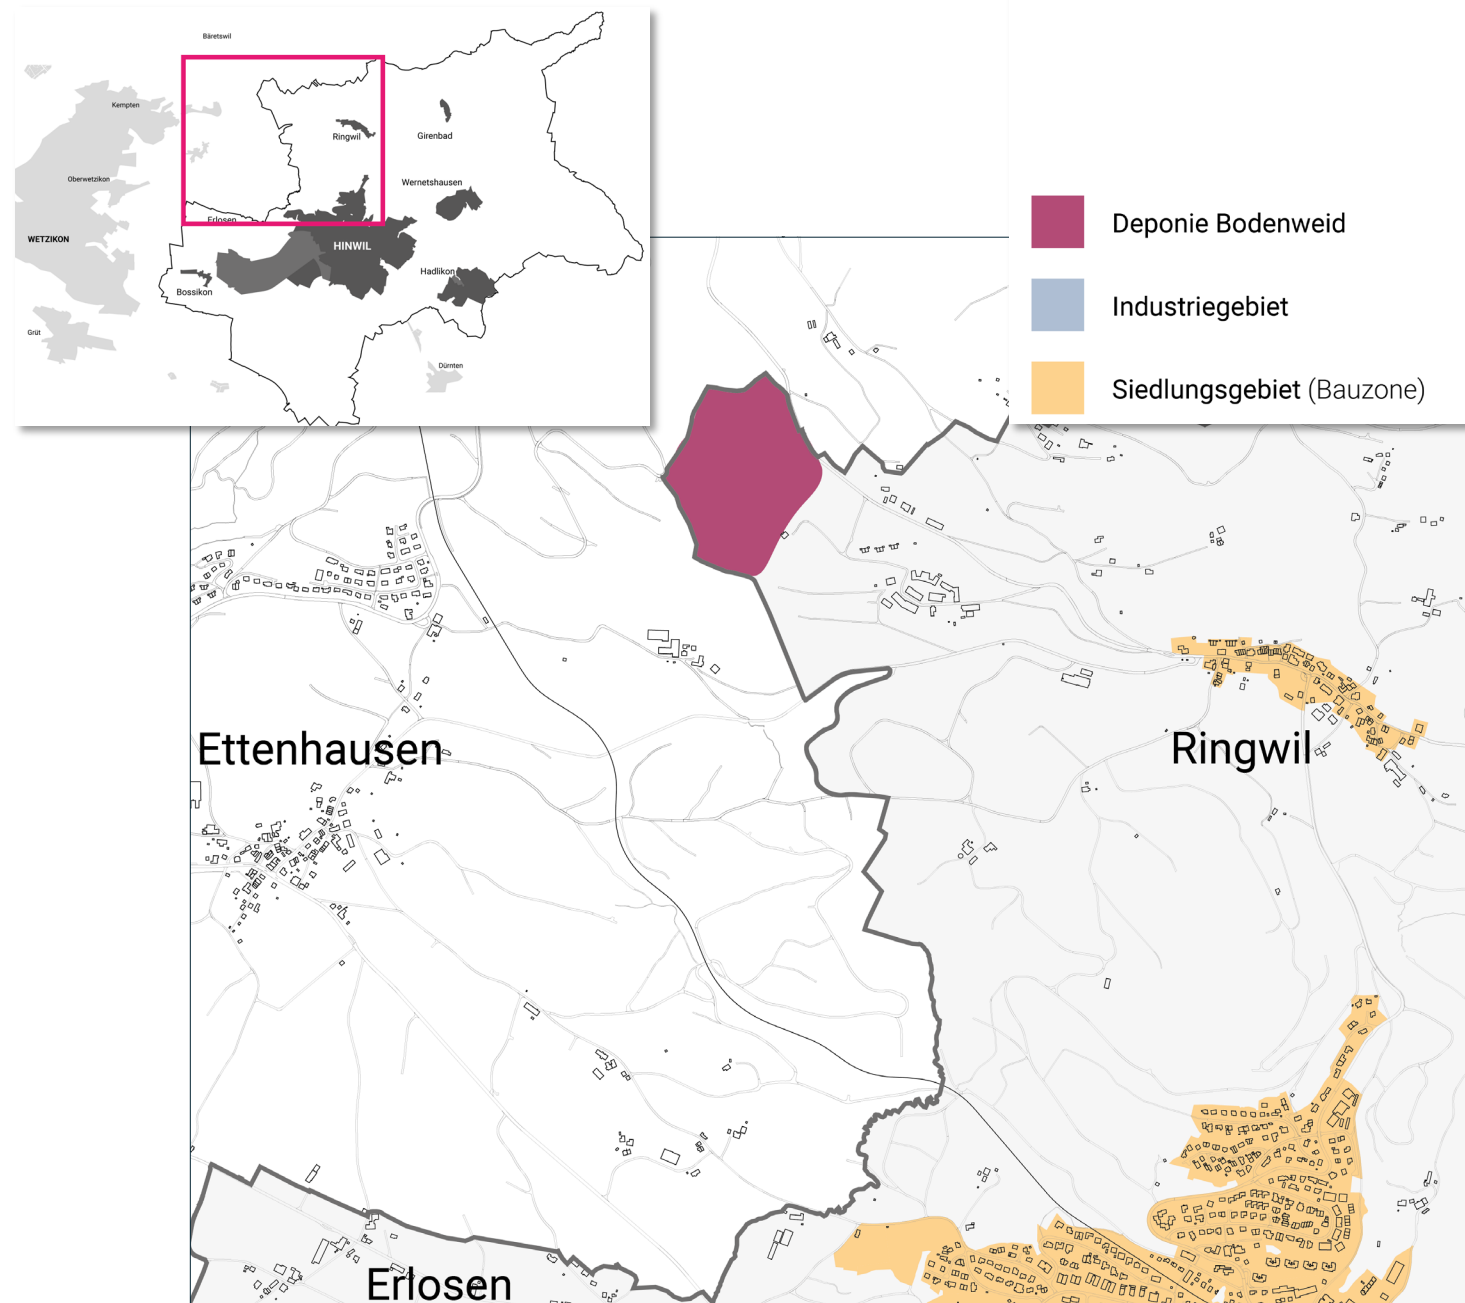 Bäretswil
Kempten
Ringwil
Girenbad
Oberwetzikon
Wernetshausen
Erlosen
WETZIKON
HINWIL
Hadlikon
Bossikon
Grüt
Dürnten
Deponie Bodenweid
Industriegebiet
Siedlungsgebiet (Bauzone)
Ettenhausen
Ringwil
Erlosen